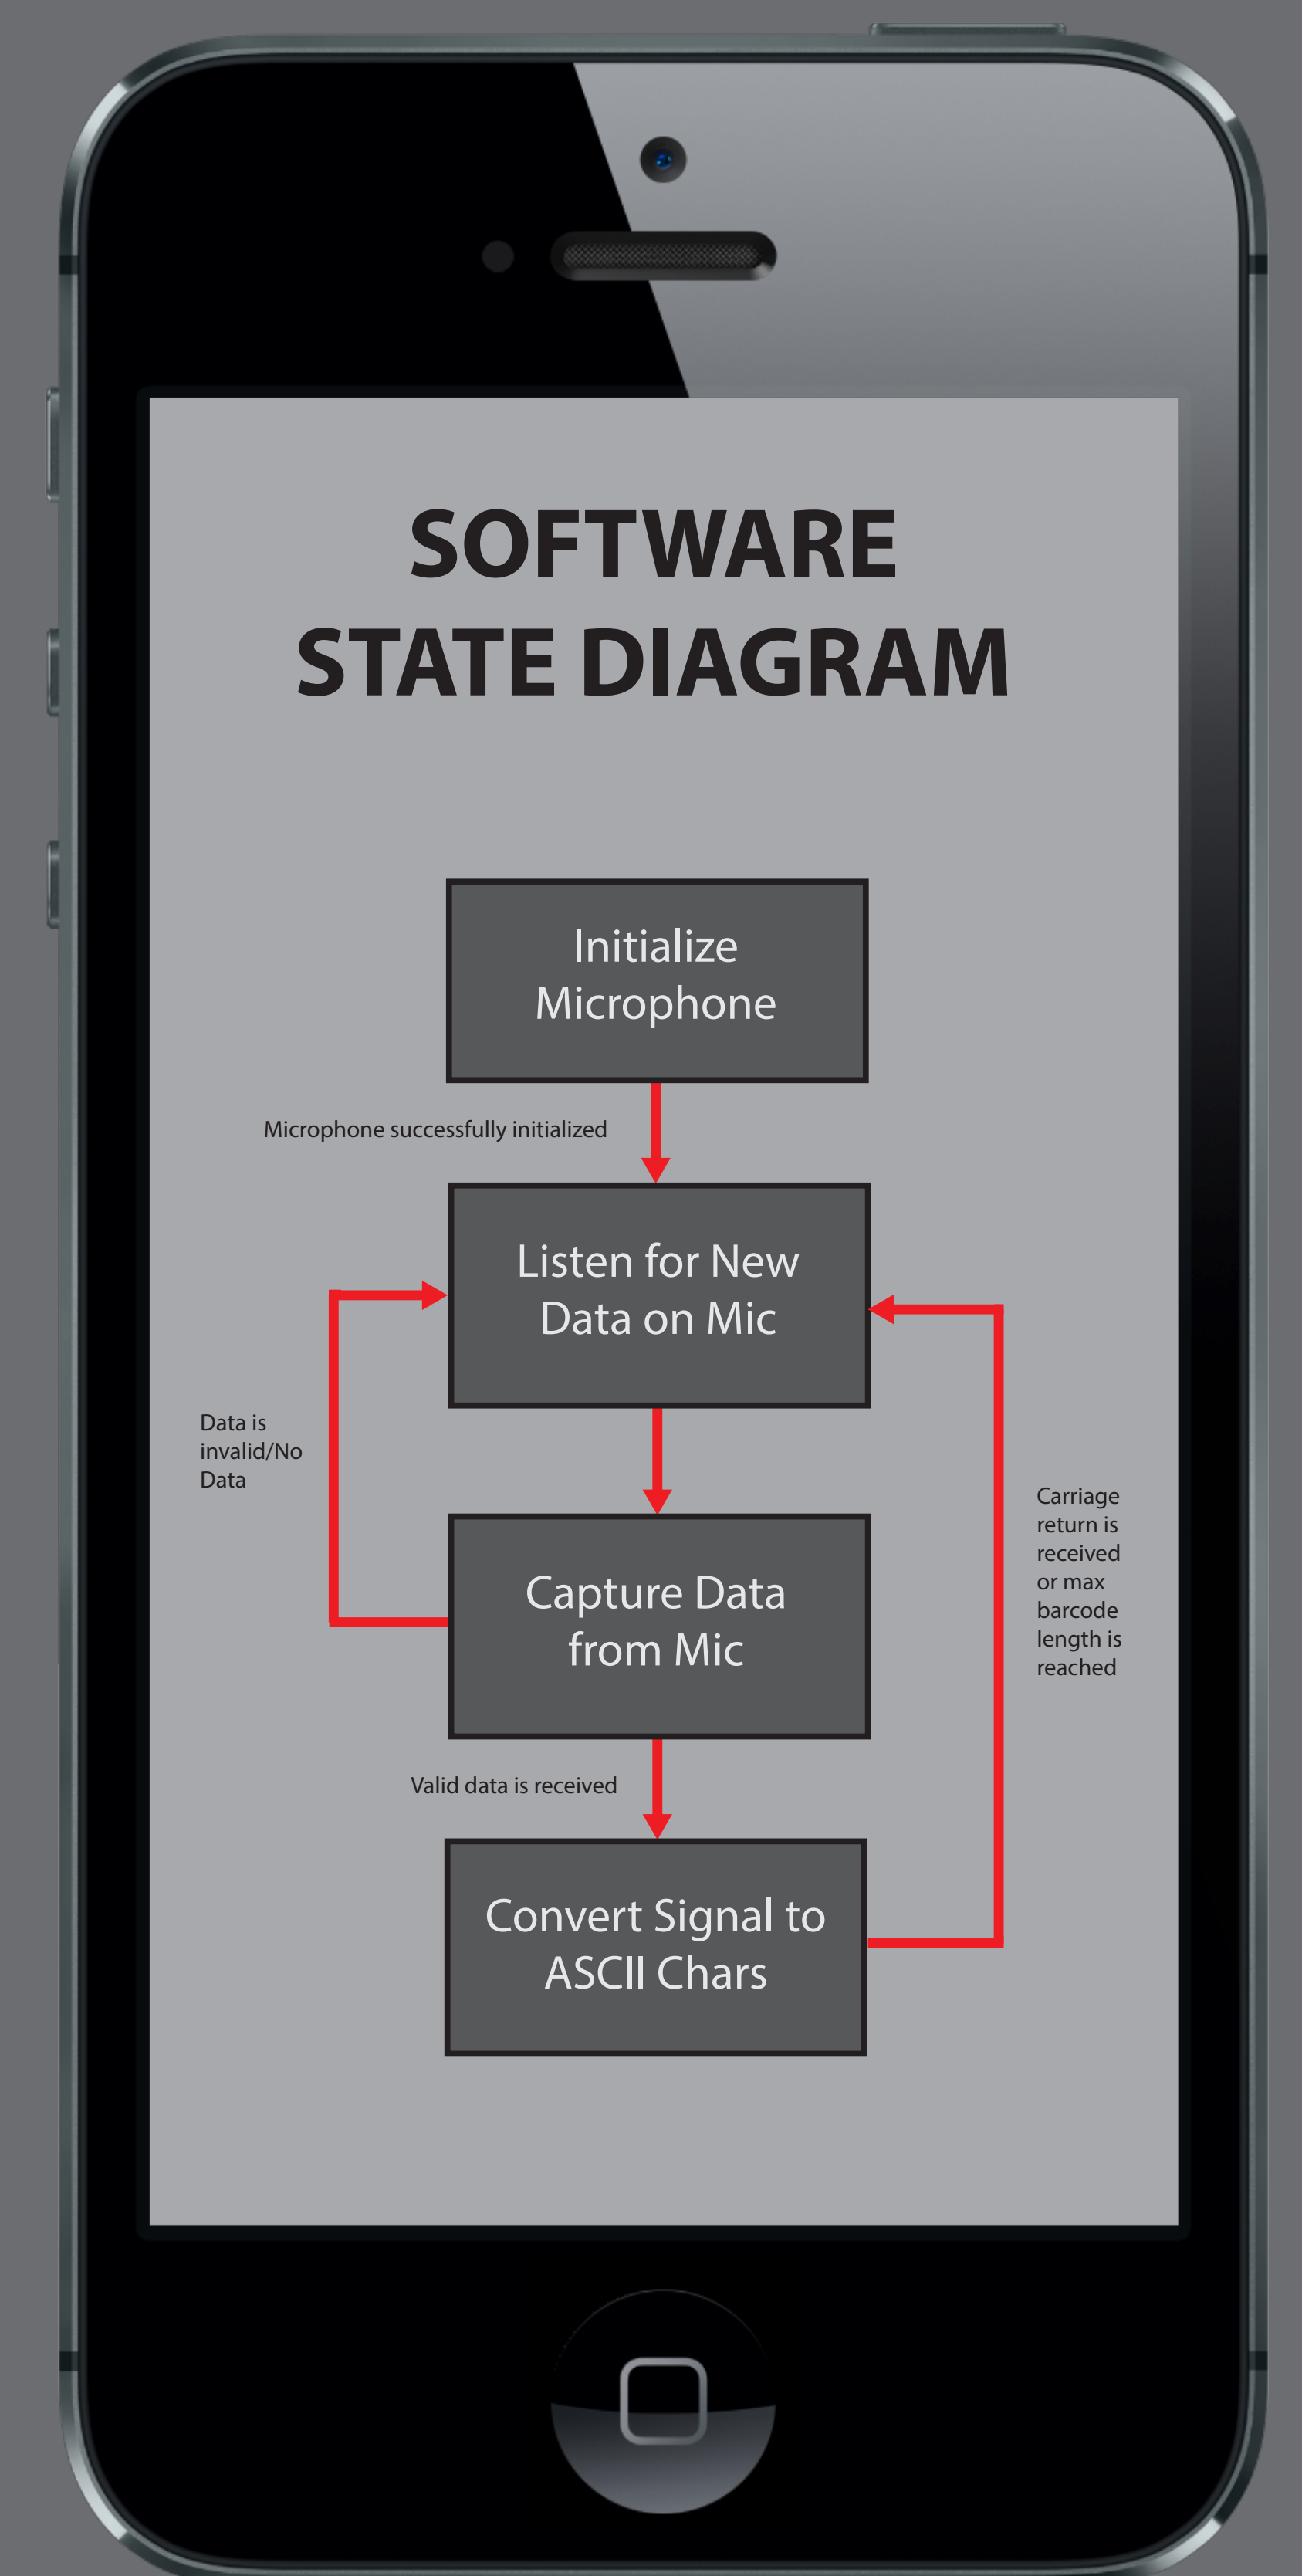 SOFTWARE
STATE DIAGRAM
Initialize
Microphone
Microphone successfully initialized
Listen for New
Data on Mic
Data is
invalid/No
Data
Capture Data
from Mic
Carriage
return is
received
or max
barcode
length is
reached
Valid data is received
Convert Signal to
ASCII Chars